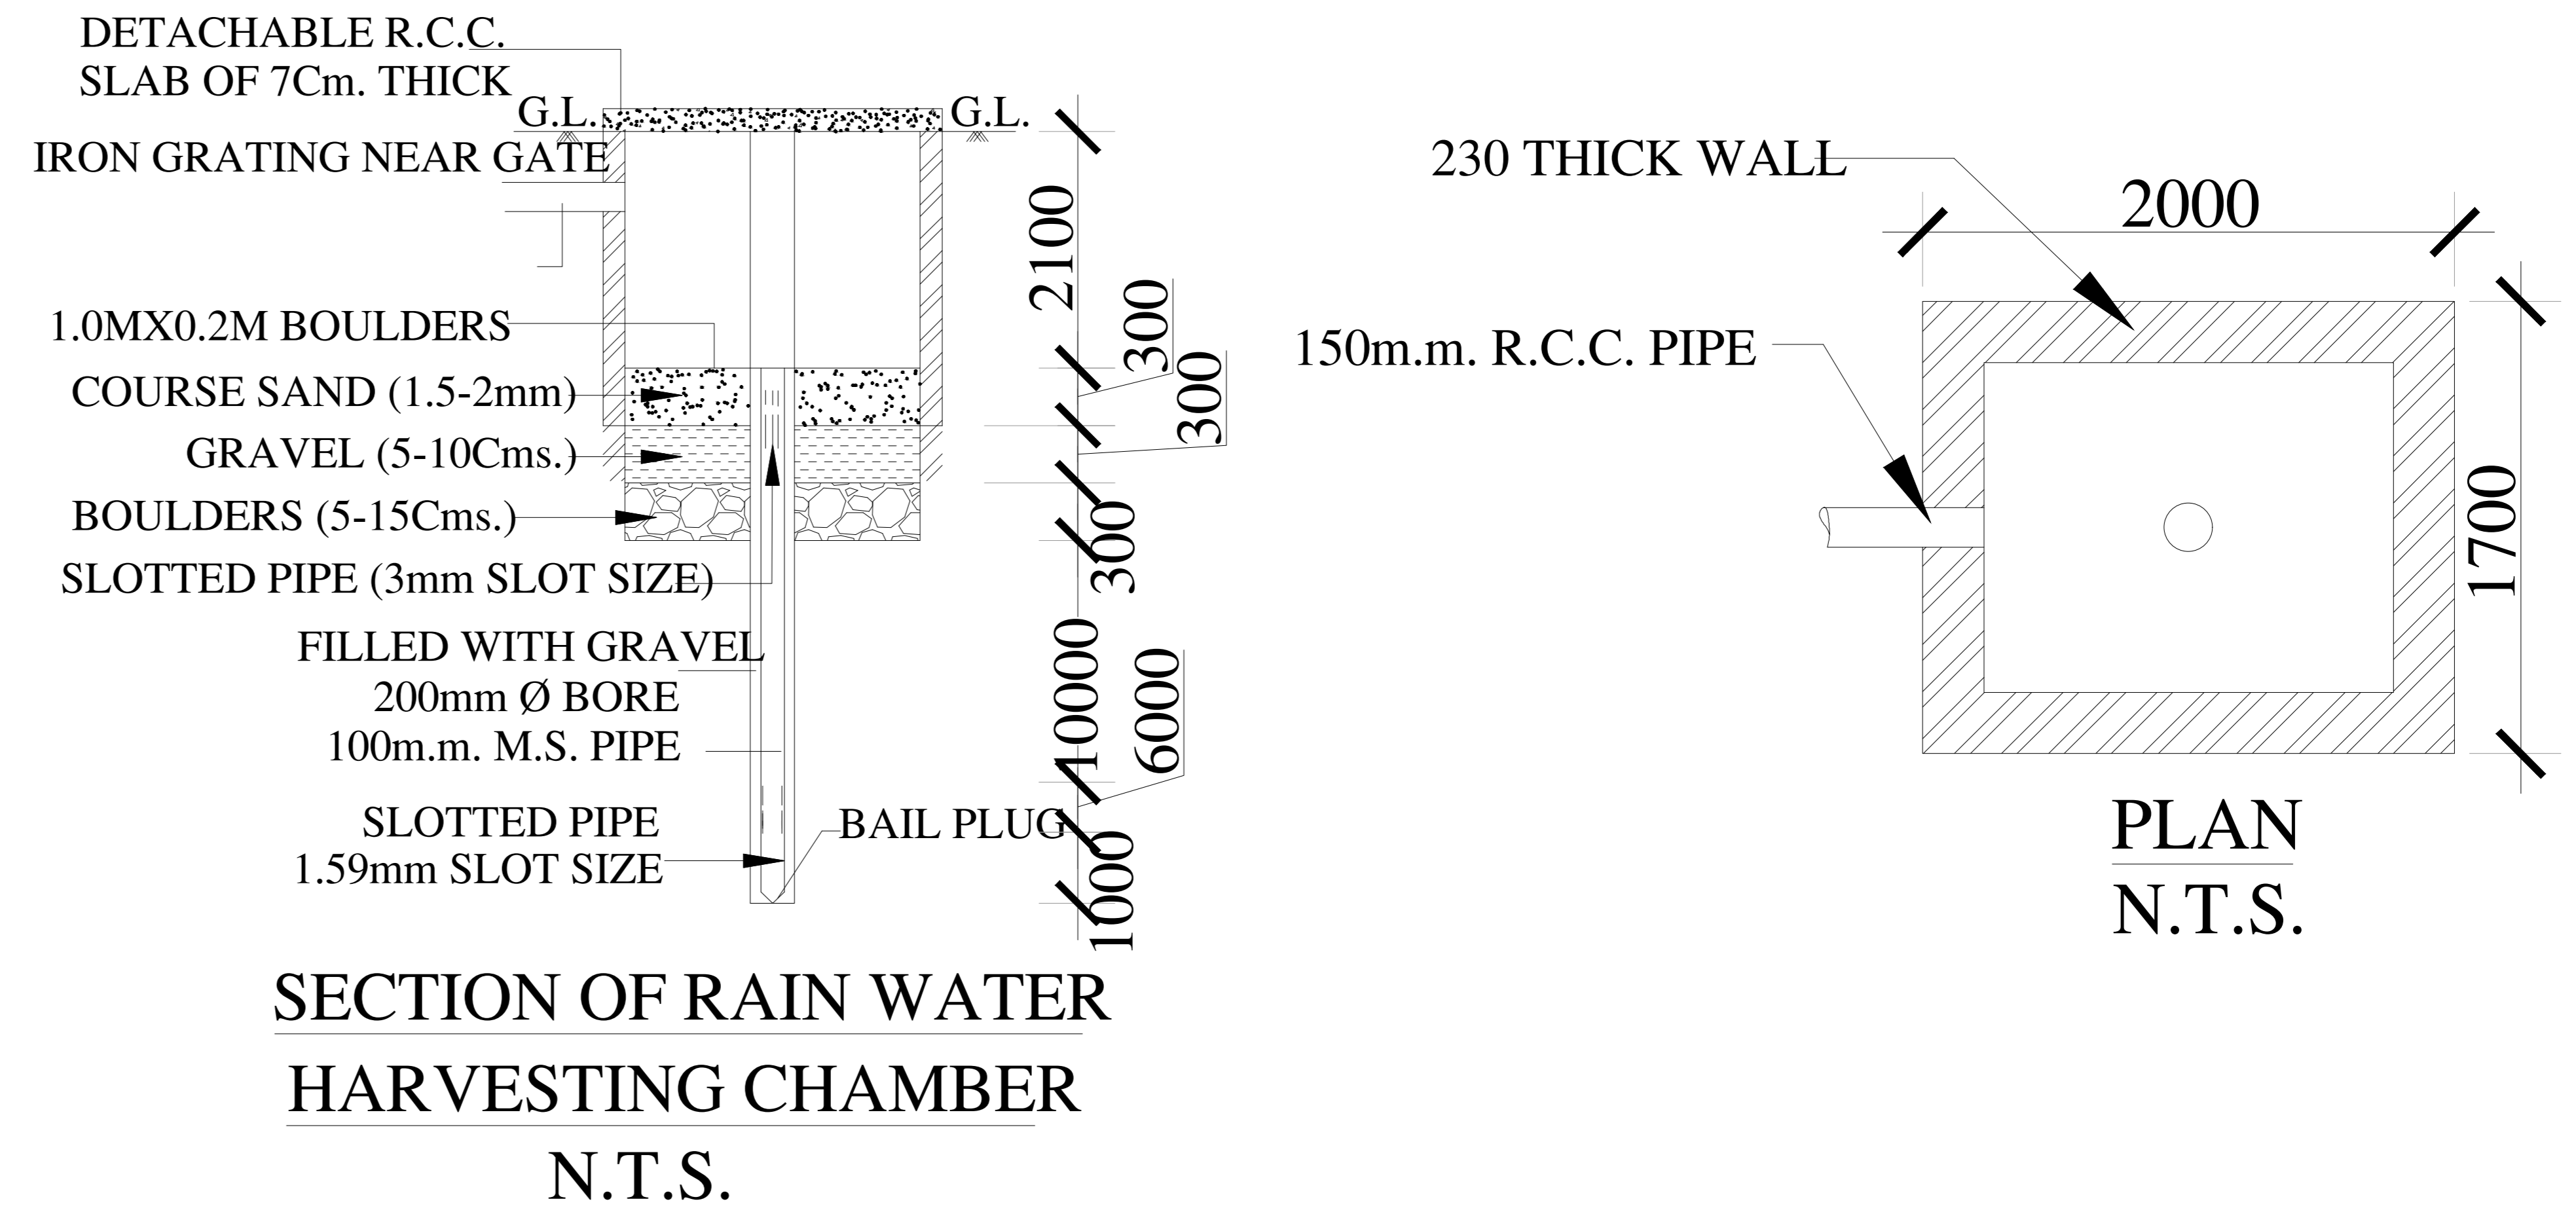 DETACHABLE R.C.C.
SLAB OF 7Cm. THICK
G.L.
G.L.
IRON GRATING NEAR GATE
1.0MX0.2M BOULDERS
COURSE SAND (1.5-2mm)
GRAVEL (5-10Cms.)
BOULDERS (5-15Cms.)
SLOTTED PIPE (3mm SLOT SIZE)
FILLED WITH GRAVEL
200mm Ø BORE
100m.m. M.S. PIPE
SLOTTED PIPE
1.59mm SLOT SIZE
BAIL PLUG
2100
300
300
300
10000
6000
1000
SECTION OF RAIN WATER
HARVESTING CHAMBER
N.T.S.
230 THICK WALL
2000
150m.m. R.C.C. PIPE
1700
PLAN
N.T.S.